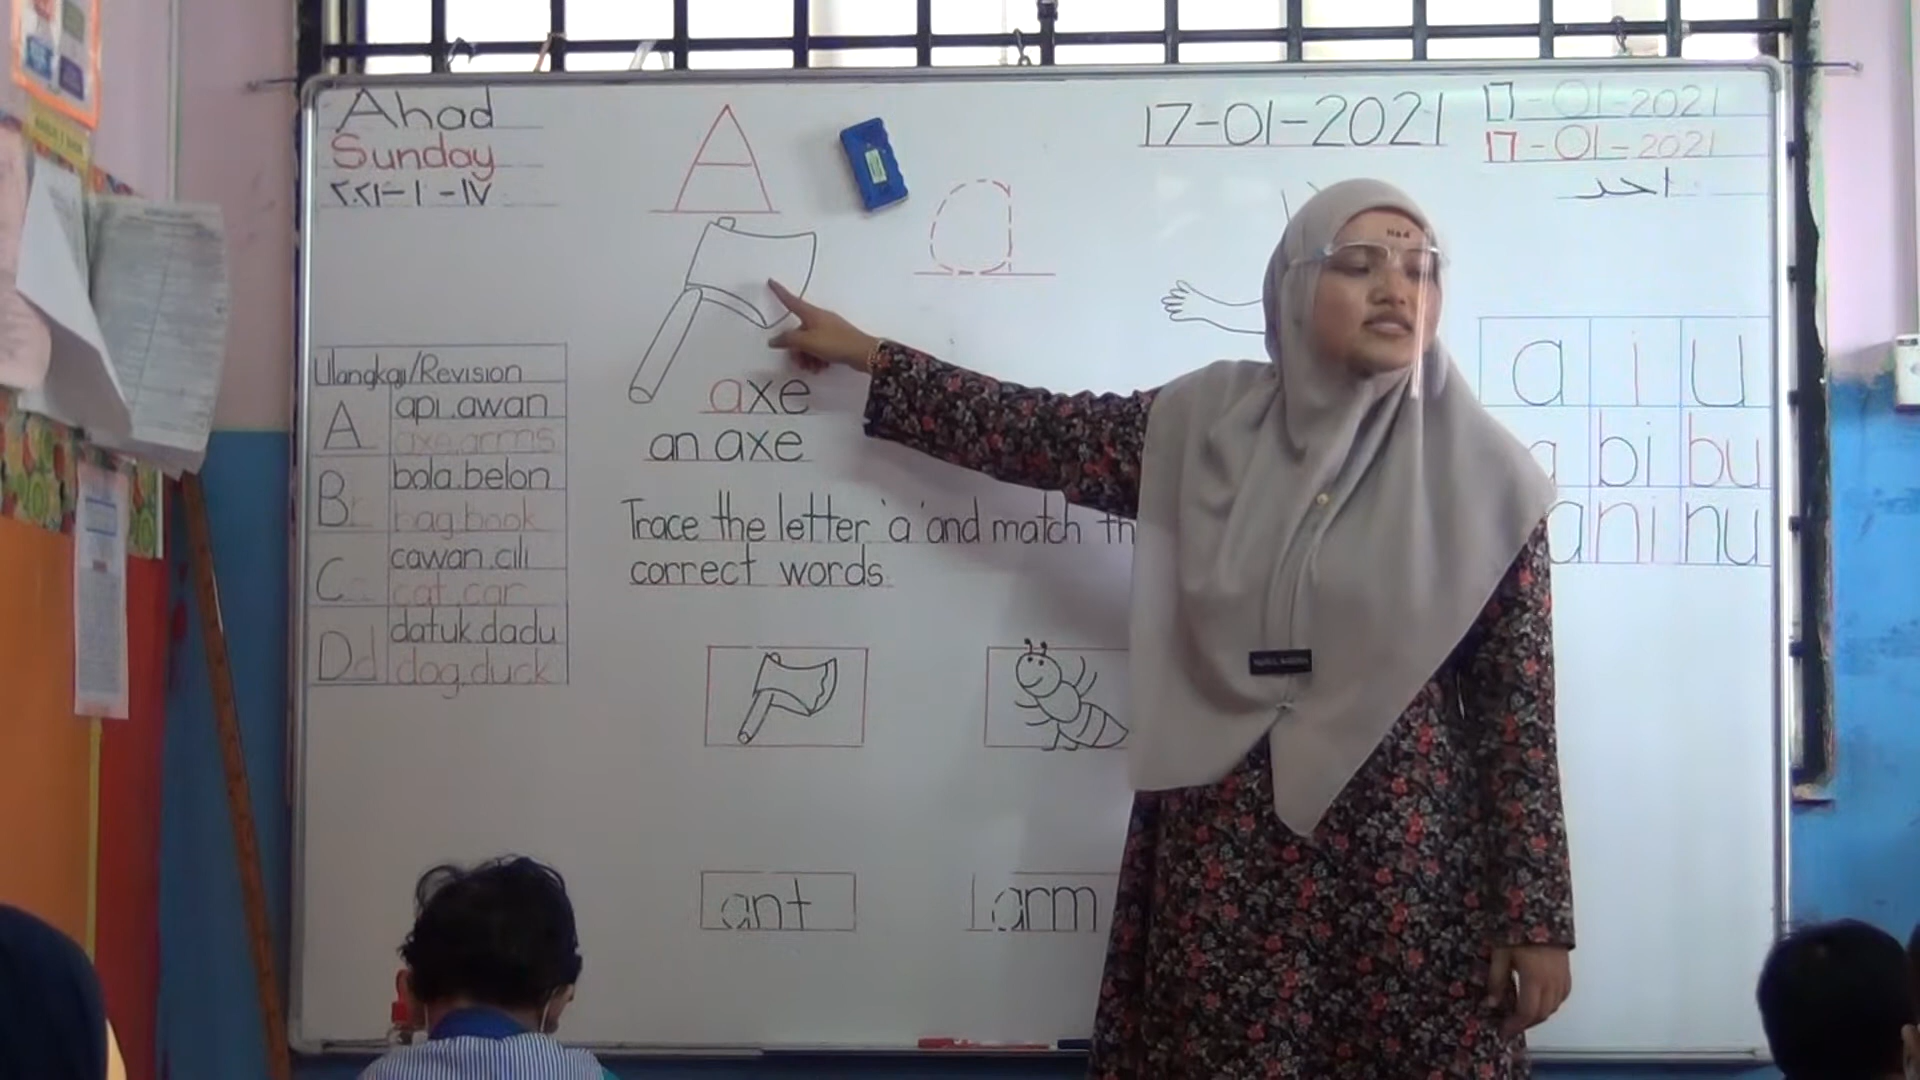 Ahad
Sunday
٢٠٢١-١-١٧
A
a
17-01-2021
17-01-2021
17-01-2021
احد
axe
an axe
Ulangkaji/Revision
A
api.awan
axe.arms
B
bola.belon
bag.book
C
cawan.cili
cat.car
Dd
datuk.dadu
dog.duck
Trace the letter 'a' and match
correct words.
a i u
bi bu
ni nu
ant
arm